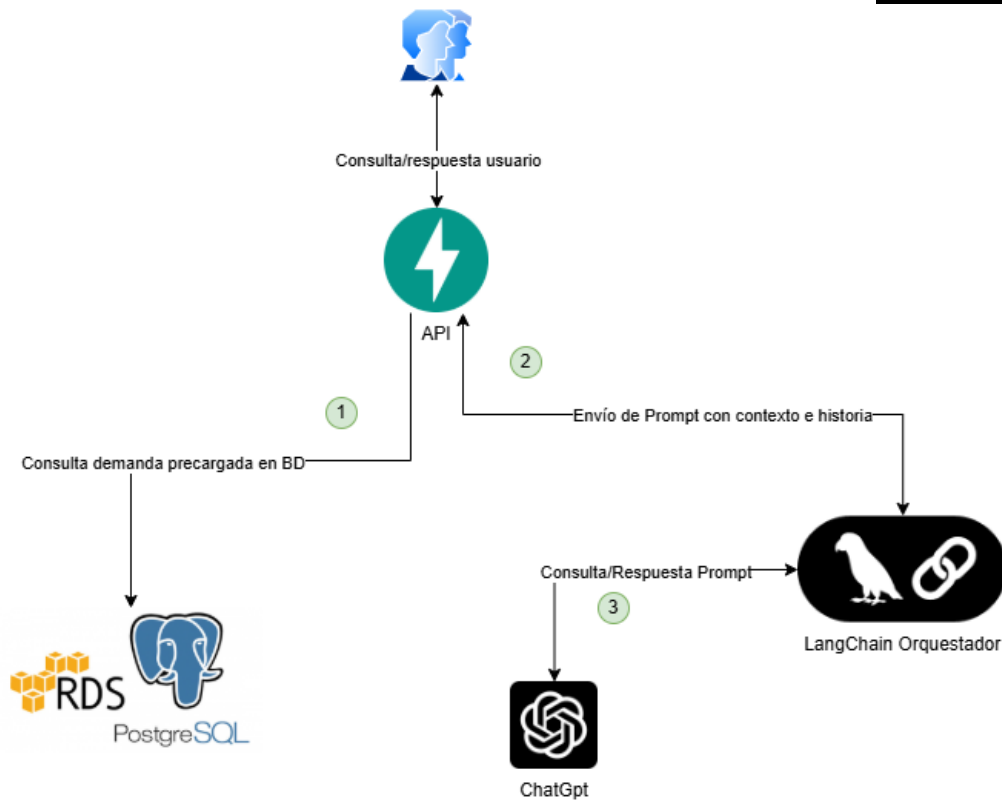 Consulta/respuesta usuario
API
2
1
Envío de Prompt con contexto e historia
Consulta demanda precargada en BD
Consulta/Respuesta Prompt
3
LangChain Orquestador
RDS
PostgreSQL
ChatGpt